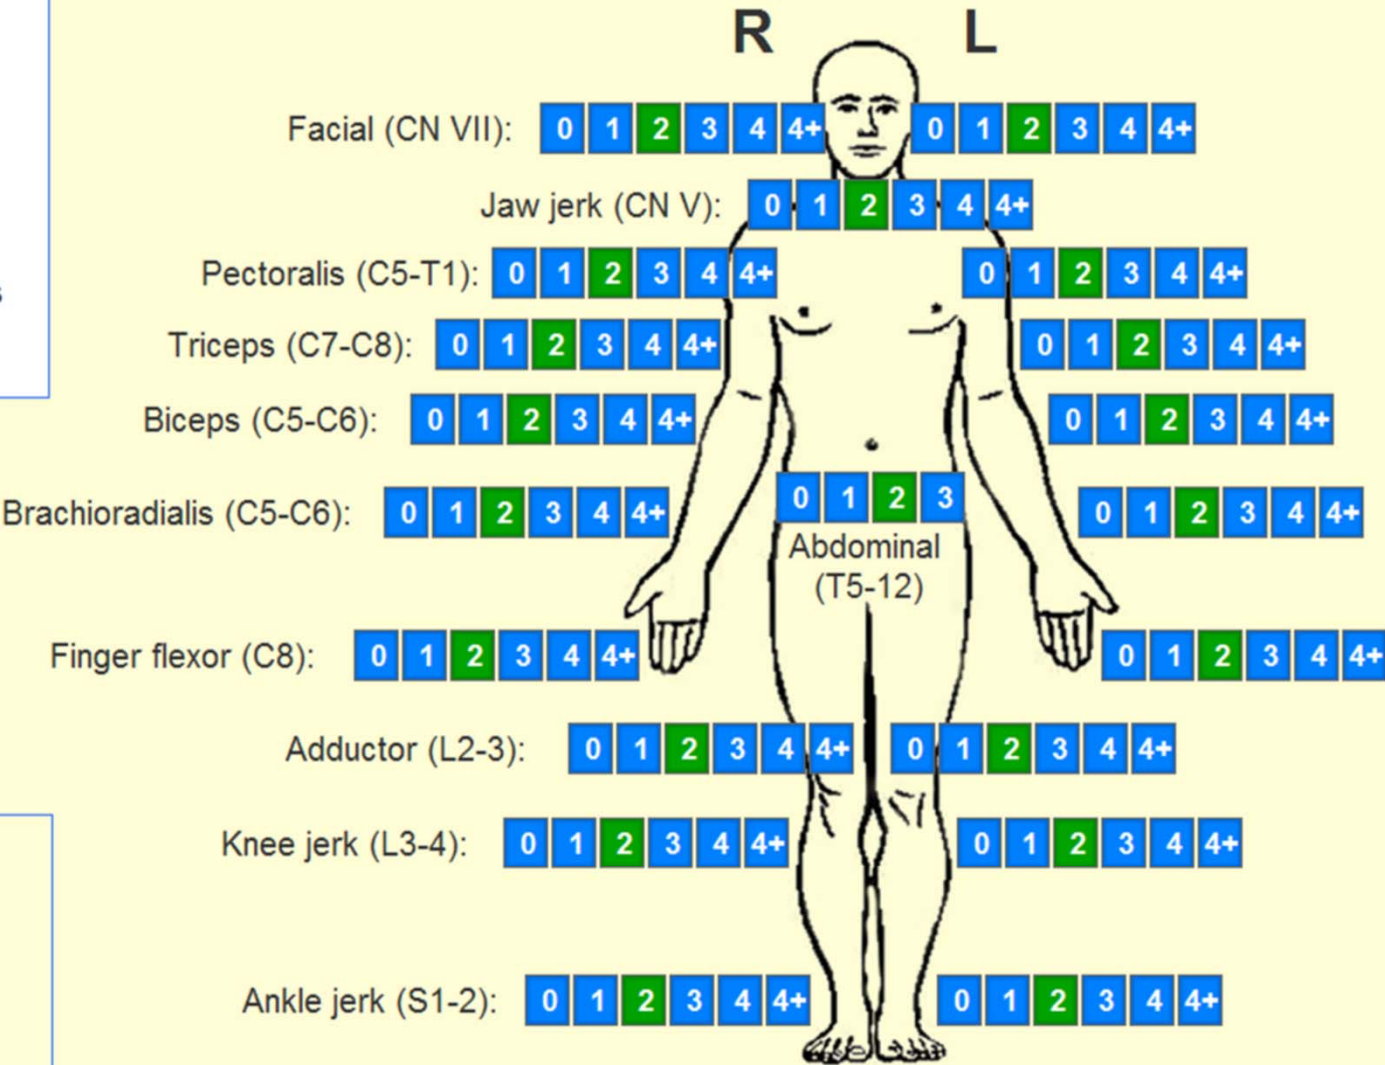 R L
Facial (CN VII): 0 1 2 3 4 4+ 0 1 2 3 4 4+
Jaw jerk (CN V): 0 1 2 3 4 4+
Pectoralis (C5-T1): 0 1 2 3 4 4+ 0 1 2 3 4 4+
Triceps (C7-C8): 0 1 2 3 4 4+ 0 1 2 3 4 4+
Biceps (C5-C6): 0 1 2 3 4 4+ 0 1 2 3 4 4+
Brachioradialis (C5-C6): 0 1 2 3 4 4+ 0 1 2 3 4 4+
0 1 2 3
Abdominal
(T5-12)
Finger flexor (C8): 0 1 2 3 4 4+ 0 1 2 3 4 4+
Adductor (L2-3): 0 1 2 3 4 4+ 0 1 2 3 4 4+
Knee jerk (L3-4): 0 1 2 3 4 4+ 0 1 2 3 4 4+
Ankle jerk (S1-2): 0 1 2 3 4 4+ 0 1 2 3 4 4+